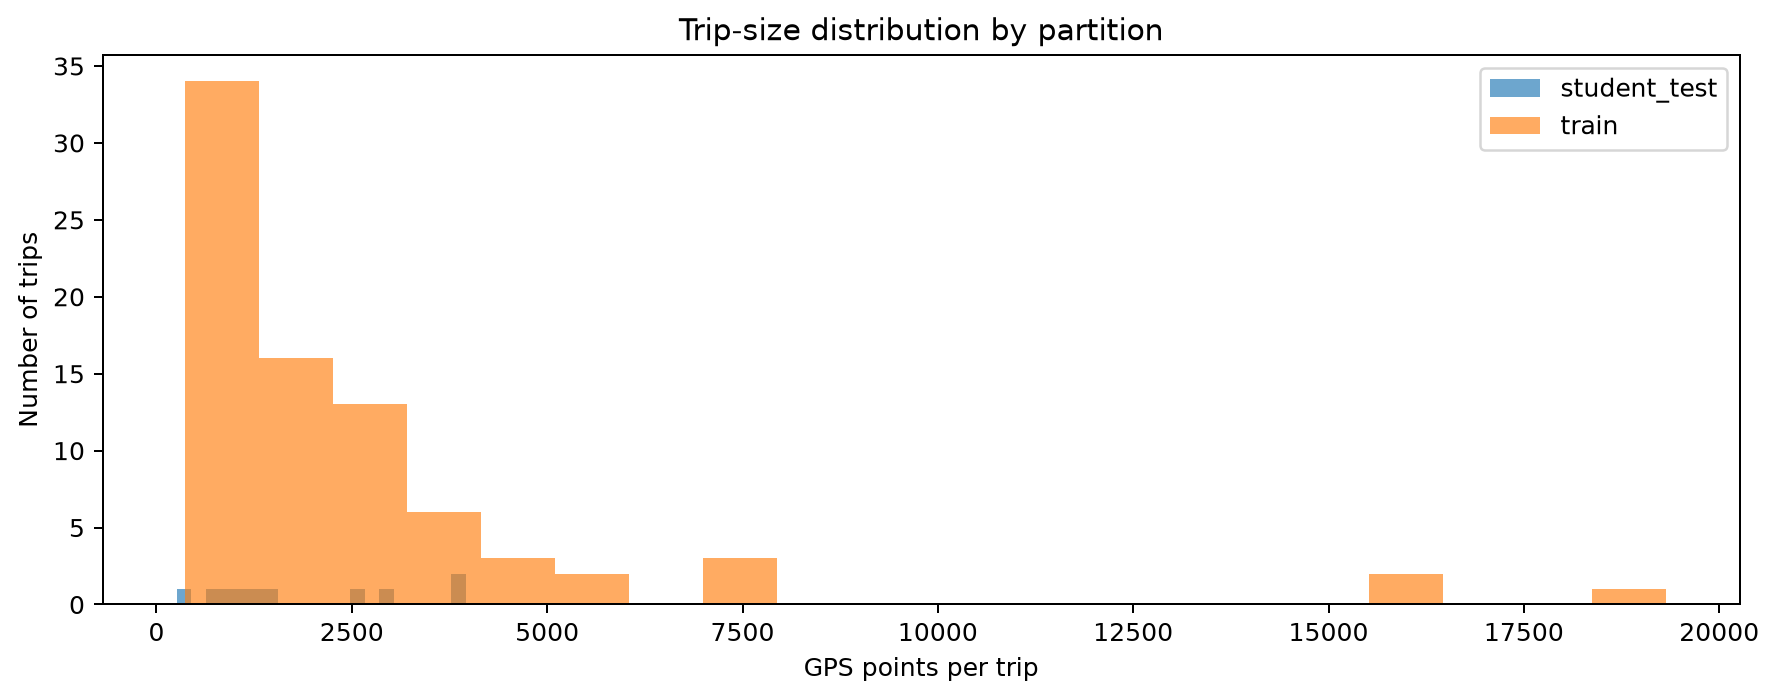 Trip-size distribution by partition
student_test
train
Number of trips
35
30
25
20
15
10
5
0
0 2500 5000 7500 10000 12500 15000 17500 20000
GPS points per trip